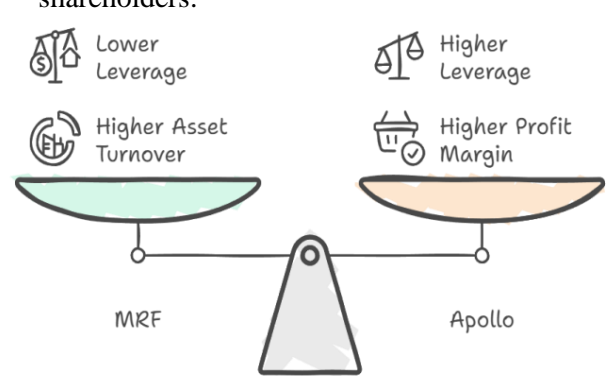 shareholders.
Lower
Leverage
Higher
Leverage
Higher Asset
Turnover
Higher Profit
Margin
MRF
Apollo